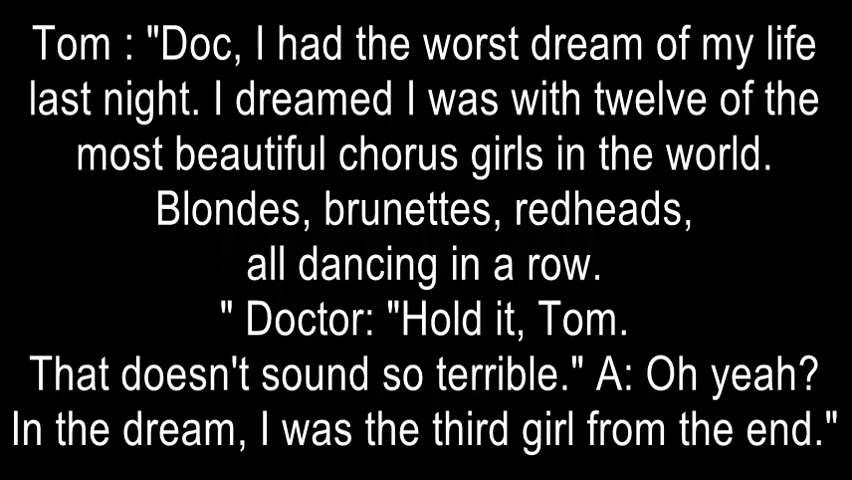 Tom : "Doc, I had the worst dream of my life
last night. I dreamed I was with twelve of the
most beautiful chorus girls in the world.
Blondes, brunettes, redheads,
all dancing in a row.
" Doctor: "Hold it, Tom.
That doesn't sound so terrible." A: Oh yeah?
In the dream, I was the third girl from the end."